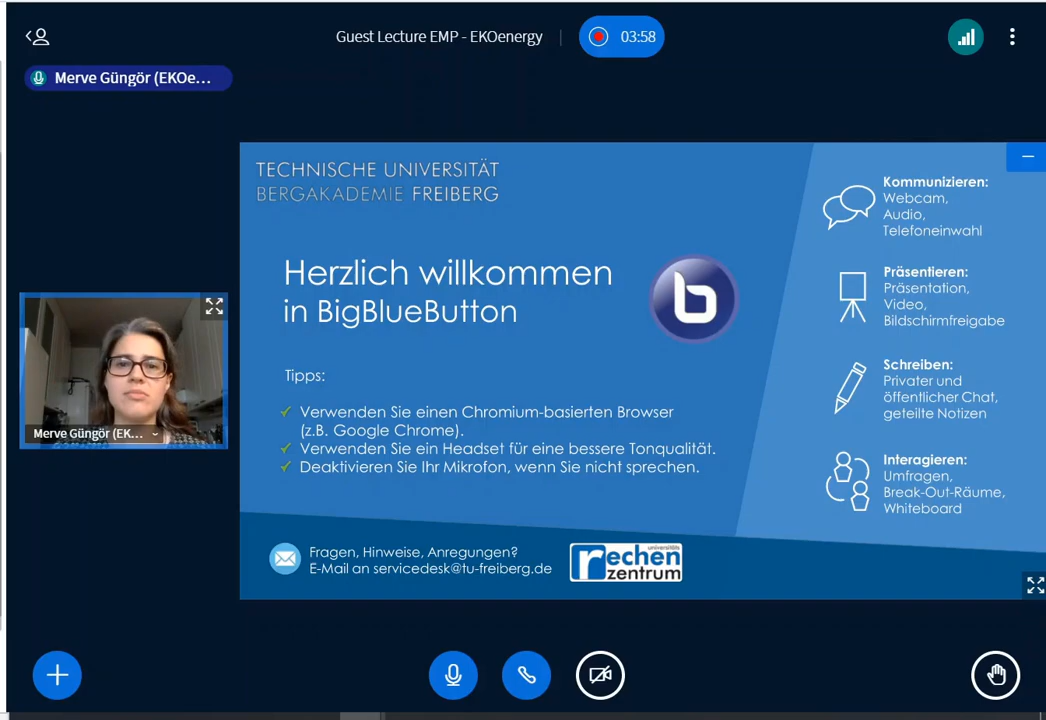 Guest Lecture EMP - EKOenergy
03:58
Merve Güngör (EKOe...
TECHNISCHE UNIVERSITÄT
BERGAKADEMIE FREIBERG
Herzlich willkommen
in BigBlueButton
b
Tipps:
Verwenden Sie einen Chromium-basierten Browser
(z.B. Google Chrome).
Verwenden Sie ein Headset für eine bessere Tonqualität.
Deaktivieren Sie Ihr Mikrofon, wenn Sie nicht sprechen.
Kommunizieren:
Webcam,
Audio,
Telefoneinwahl
Präsentieren:
Präsentation,
Video,
Bildschirmfreigabe
Schreiben:
Privater und
öffentlicher Chat,
geteilte Notizen
Interagieren:
Umfragen,
Break-Out-Räume,
Whiteboard
Merve Güngör (EK...
Fragen, Hinweise, Anregungen?
E-Mail an servicedesk@tu-freiberg.de
universitäts
rechen
zentrum